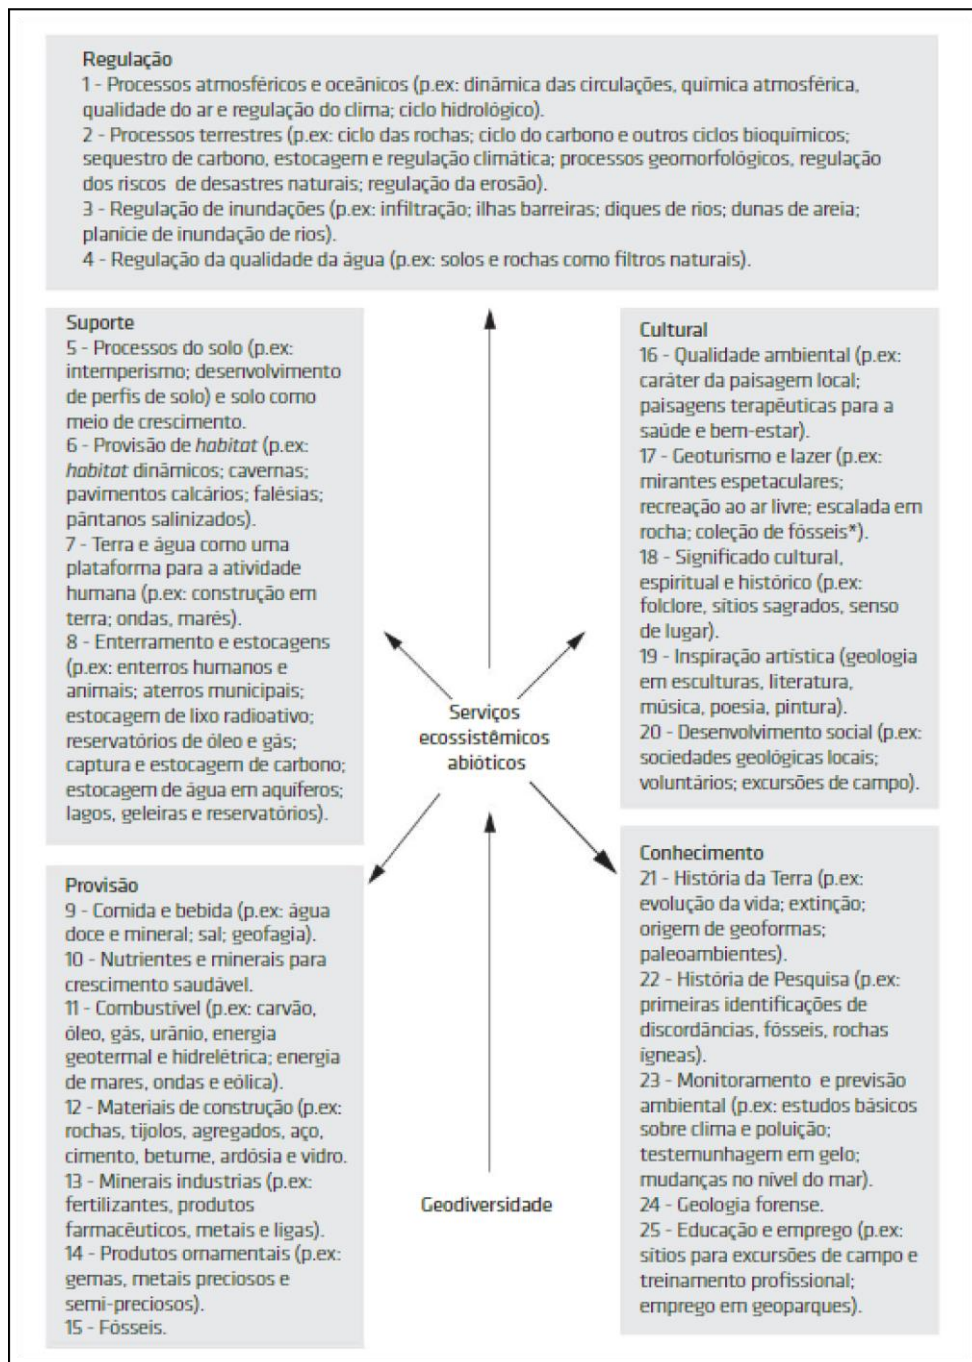 Regulação
1 - Processos atmosféricos e oceânicos (p.ex: dinâmica das circulações, química atmosférica,
qualidade do ar e regulação do clima; ciclo hidrológico).
2 - Processos terrestres (p.ex: ciclo das rochas; ciclo do carbono e outros ciclos bioquímicos;
sequestro de carbono, estocagem e regulação climática; processos geomorfológicos, regulação
dos riscos de desastres naturais; regulação da erosão).
3 - Regulação de inundações (p.ex: infiltração; ilhas barreiras; diques de rios; dunas de areia;
planície de inundação de rios).
4 - Regulação da qualidade da água (p.ex: solos e rochas como filtros naturais).
Suporte
5 - Processos do solo (p.ex:
intemperismo; desenvolvimento
de perfis de solo) e solo como
meio de crescimento.
6 - Provisão de habitat (p.ex:
habitat dinâmicos; cavernas;
pavimentos calcários; falésias;
pântanos salinizados).
7 - Terra e água como uma
plataforma para a atividade
humana (p.ex: construção em
terra; ondas, marés).
8 - Enterramento e estocagens
(p.ex: enterros humanos e
animais; aterros municipais;
estocagem de lixo radioativo;
reservatórios de óleo e gás;
captura e estocagem de carbono;
estocagem de água em aquíferos;
lagos, geleiras e reservatórios).
Cultural
16 - Qualidade ambiental (p.ex:
caráter da paisagem local;
paisagens terapêuticas para a
saúde e bem-estar).
17 - Geoturismo e lazer (p.ex:
mirantes espetaculares;
recreação ao ar livre; escalada em
rocha; coleção de fósseis*).
18 - Significado cultural,
espiritual e histórico (p.ex:
folclore, sítios sagrados, senso
de lugar).
19 - Inspiração artística (geologia
em esculturas, literatura,
música, poesia, pintura).
20 - Desenvolvimento social (p.ex:
sociedades geológicas locais;
voluntários; excursões de campo).
Serviços
ecossistêmicos
abióticos
Provisão
9 - Comida e bebida (p.ex: água
doce e mineral; sal; geofagia).
10 - Nutrientes e minerais para
crescimento saudável.
11 - Combustível (p.ex: carvão,
óleo, gás, urânio, energia
geotermal e hidrelétrica; energia
de mares, ondas e eólica).
12 - Materiais de construção (p.ex:
rochas, tijolos, agregados, aço,
cimento, betume, ardósia e vidro.
13 - Minerais industrias (p.ex:
fertilizantes, produtos
farmacêuticos, metais e ligas).
14 - Produtos ornamentais (p.ex:
gemas, metais preciosos e
semi-preciosos).
15 - Fósseis.
Geodiversidade
Conhecimento
21 - História da Terra (p.ex:
evolução da vida; extinção;
origem de geoformas;
paleoambientes).
22 - História de Pesquisa (p.ex:
primeiras identificações de
discordâncias, fósseis, rochas
ígneas).
23 - Monitoramento e previsão
ambiental (p.ex: estudos básicos
sobre clima e poluição;
testemunhagem em gelo;
mudanças no nível do mar).
24 - Geologia forense.
25 - Educação e emprego (p.ex:
sítios para excursões de campo e
treinamento profissional;
emprego em geoparques).